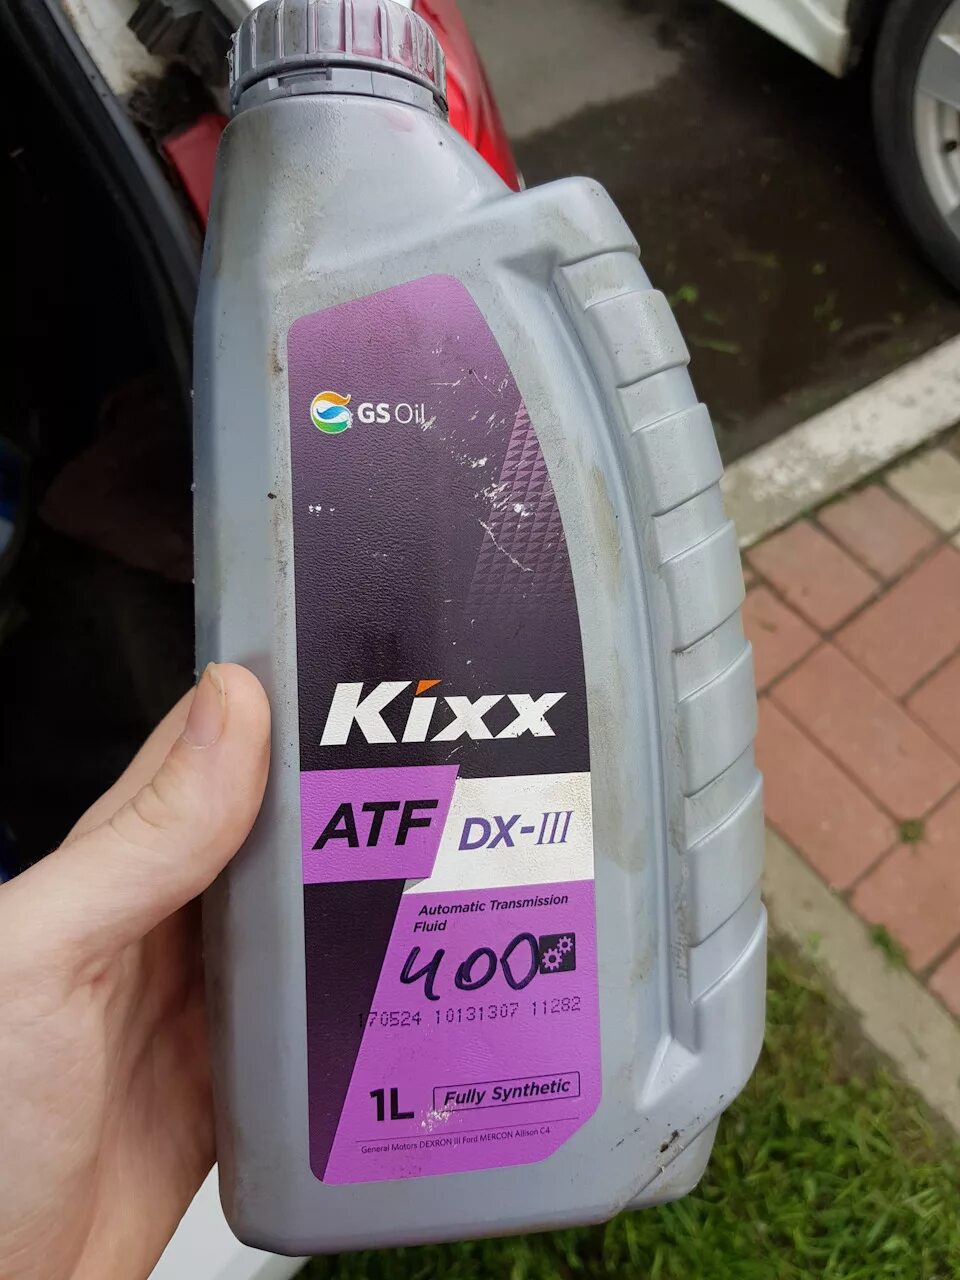 GS Oil
Kixx
ATF DX-III
Automatic Transmission
Fluid
400
170524 10131307 11282
1L Fully Synthetic
General Motors DEXRON III Ford MERCON Allison C4